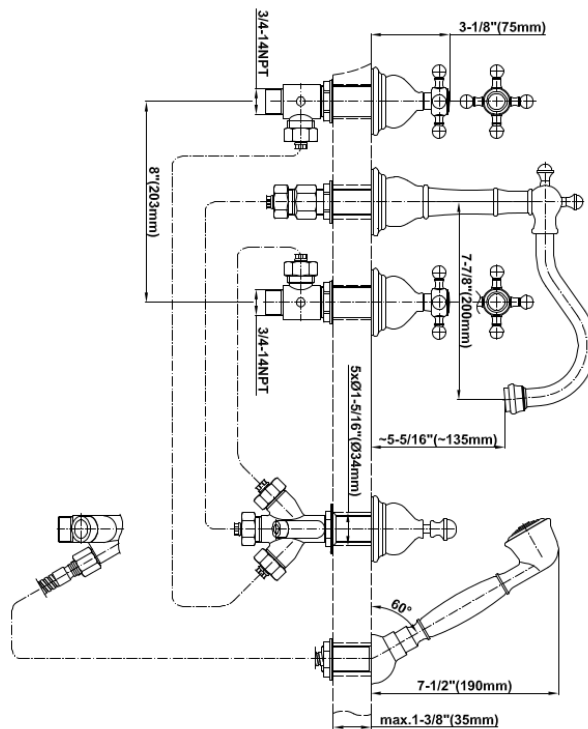 3/4-14NPT
3-1/8"(75mm)
8"(203mm)
7-7/8"(200mm)
3/4-14NPT
5xØ1-5/16"(Ø34mm)
~5-5/16"(~135mm)
60°
7-1/2"(190mm)
max.1-3/8"(35mm)